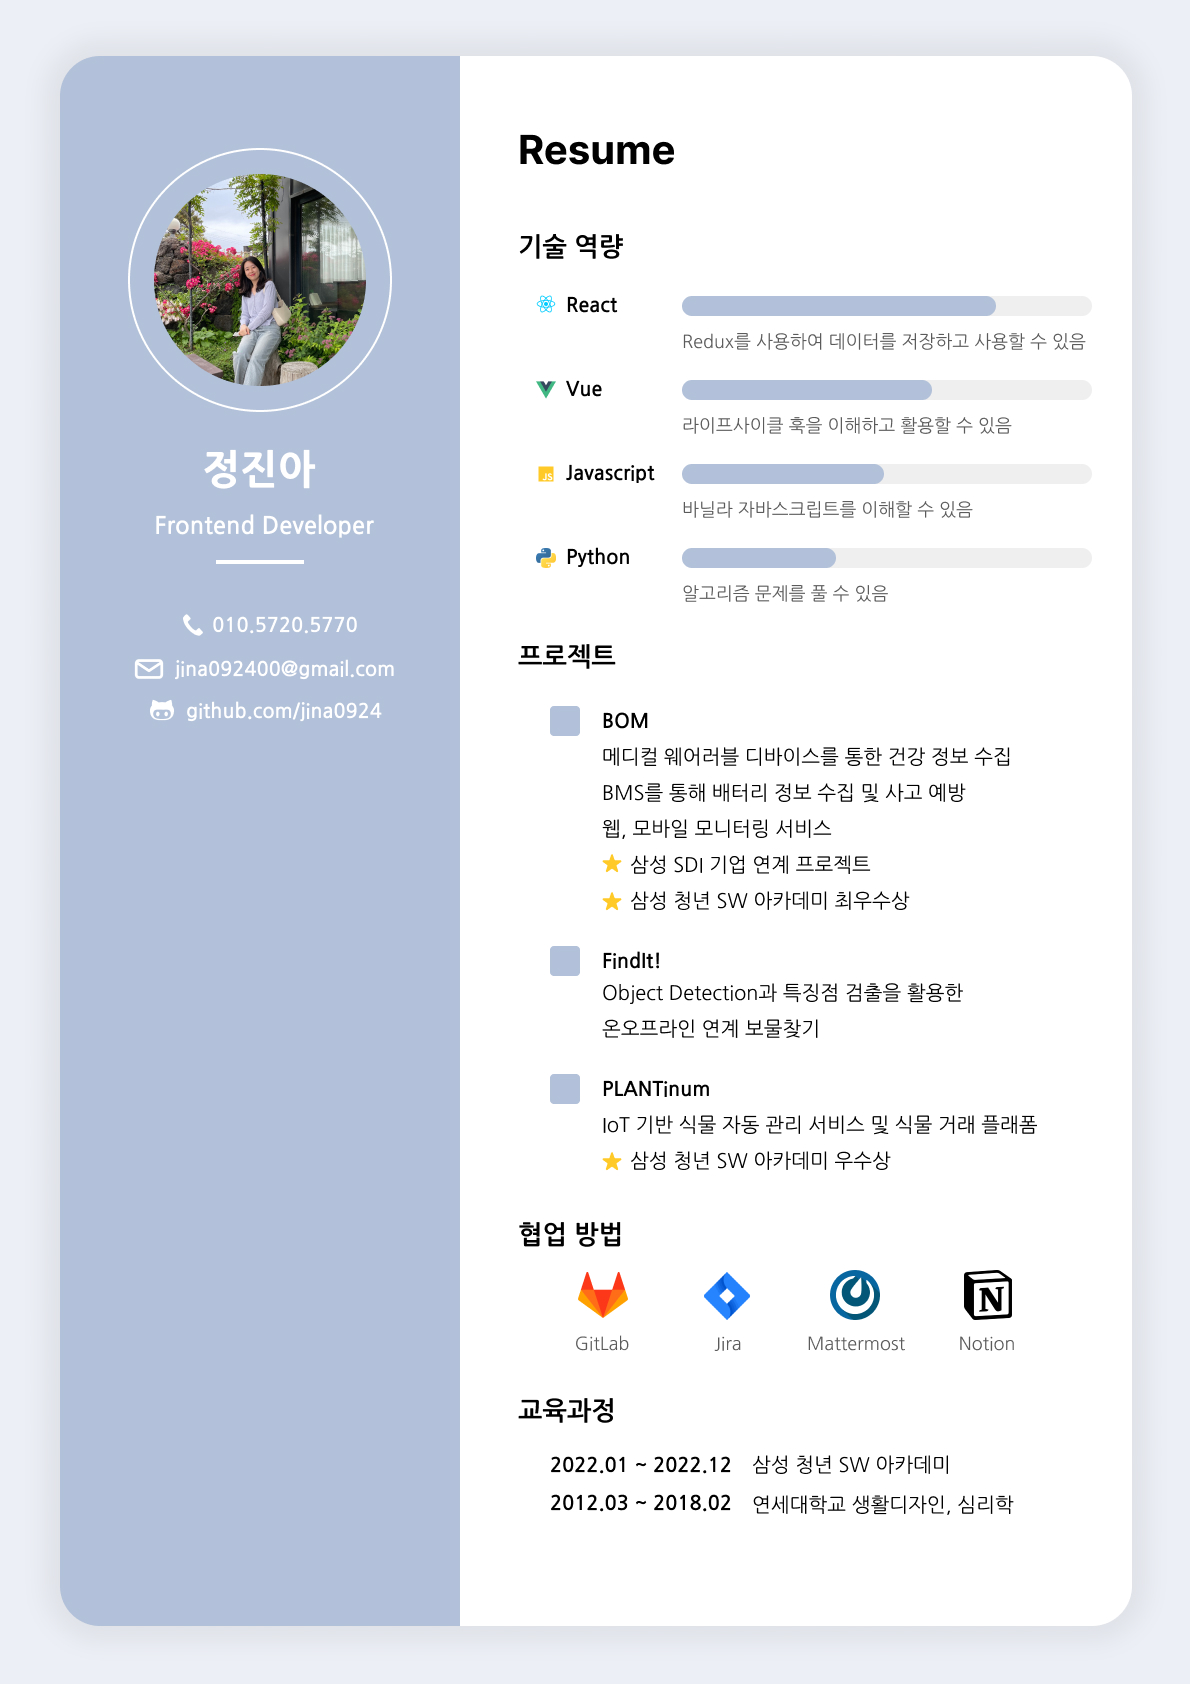 정진아
Frontend Developer
010.5720.5770
jina092400@gmail.com
github.com/jina0924
Resume
기술 역량
React
Redux를 사용하여 데이터를 저장하고 사용할 수 있음
Vue
라이프사이클 훅을 이해하고 활용할 수 있음
JS Javascript
바닐라 자바스크립트를 이해할 수 있음
Python
알고리즘 문제를 풀 수 있음
프로젝트
BOM
메디컬 웨어러블 디바이스를 통한 건강 정보 수집
BMS를 통해 배터리 정보 수집 및 사고 예방
웹, 모바일 모니터링 서비스
삼성 SDI 기업 연계 프로젝트
삼성 청년 SW 아카데미 최우수상
FindIt!
Object Detection과 특징점 검출을 활용한
온오프라인 연계 보물찾기
PLANTinum
IoT 기반 식물 자동 관리 서비스 및 식물 거래 플래폼
삼성 청년 SW 아카데미 우수상
협업 방법
N
GitLab Jira Mattermost Notion
교육과정
2022.01 ~ 2022.12 삼성 청년 SW 아카데미
2012.03 ~ 2018.02 연세대학교 생활디자인, 심리학